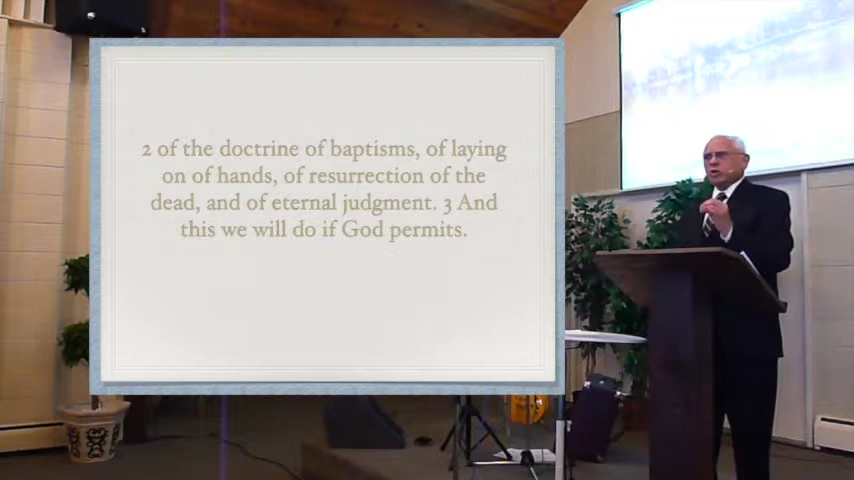 2 of the doctrine of baptisms, of laying
on of hands, of resurrection of the
dead, and of eternal judgment. 3 And
this we will do if God permits.